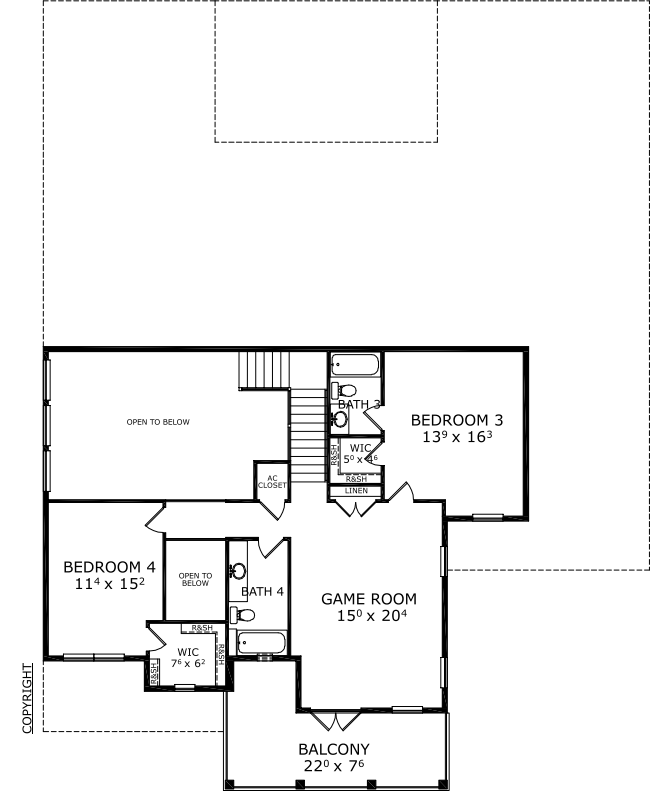 BATH 3
BEDROOM 3
13⁹ x 16³
OPEN TO BELOW
R&SH
WIC
5⁰ x 4⁶
R&SH
AC
CLOSET
LINEN
BEDROOM 4
11⁴ x 15²
OPEN TO
BELOW
BATH 4
GAME ROOM
15⁰ x 20⁴
R&SH
WIC
7⁶ x 6²
R&SH
R&SH
COPYRIGHT
BALCONY
22⁰ x 7⁶